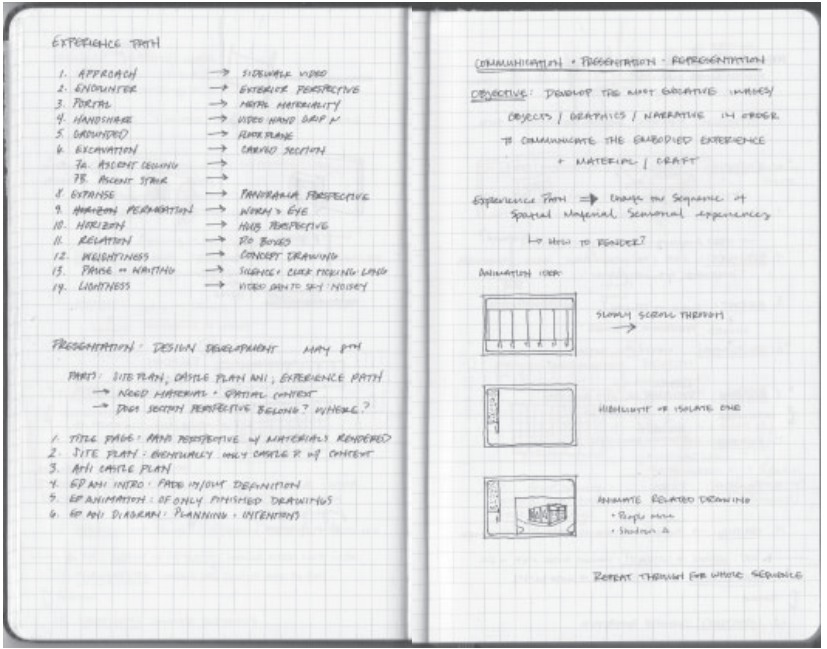 EXPERIENCE PATH
1. APPROACH → SIDEWALK VIDEO
2. ENCOUNTER → EXTERIOR PERSPECTIVE
3. PORTAL → METAL MATERIALITY
4. HANDSHAKE → VIDEO HAND GRIP
5. GROUNDED → FLOOR PLANE
6. EXCAVATION → CARVED SECTION
7A. ASCENT CEILING →
7B. ASCENT STAIR →
8. EXPANSE → PANORAMA PERSPECTIVE
9. HORIZON PERMEATION → WORM'S EYE
10. HORIZON → HUB PERSPECTIVE
11. RELATION → PO BOXES
12. WEIGHTINESS → CONCEPT DRAWING
13. PAUSE or WAITING → SILENCE + CLOCK TICKING
14. LIGHTNESS → VIDEO PAN TO SKY NOISEY
PRESENTATION: DESIGN DEVELOPMENT MAY 8TH
PARTS: SITE PLAN, CASTLE PLAN ANI, EXPERIENCE PATH
→ NEED MATERIAL + SPATIAL CONTEXT
→ DOES SECTION PERSPECTIVE BELONG? WHERE?
1. TITLE PAGE: PERSPECTIVE w/ MATERIALS RENDERED
2. SITE PLAN: EVENTUALLY ONLY CASTLE P. w/ CONTEXT
3. ANI CASTLE PLAN
4. EP ANI INTRO: FADE IN/OUT DEFINITION
5. EP ANIMATION: OF ONLY FINISHED DRAWINGS
6. EP ANI DIAGRAM: PLANNING + INTENTIONS
COMMUNICATION + PRESENTATION - REPRESENTATION
OBJECTIVE: DEVELOP THE MOST EVOCATIVE IMAGES/
OBJECTS / GRAPHICS / NARRATIVE IN ORDER
TO COMMUNICATE THE EMBODIED EXPERIENCE
+ MATERIAL / CRAFT
Experience Path ⇒ the Sequence of
Spatial Material experiences
↳ HOW TO RENDER?
ANIMATION IDEA:
SLOWLY SCROLL THROUGH
→
HIGHLIGHT OR ISOLATE ONE
ANIMATE RELATED DRAWING
• People move
• Shadows Δ
REPEAT THROUGH FOR WHOLE SEQUENCE